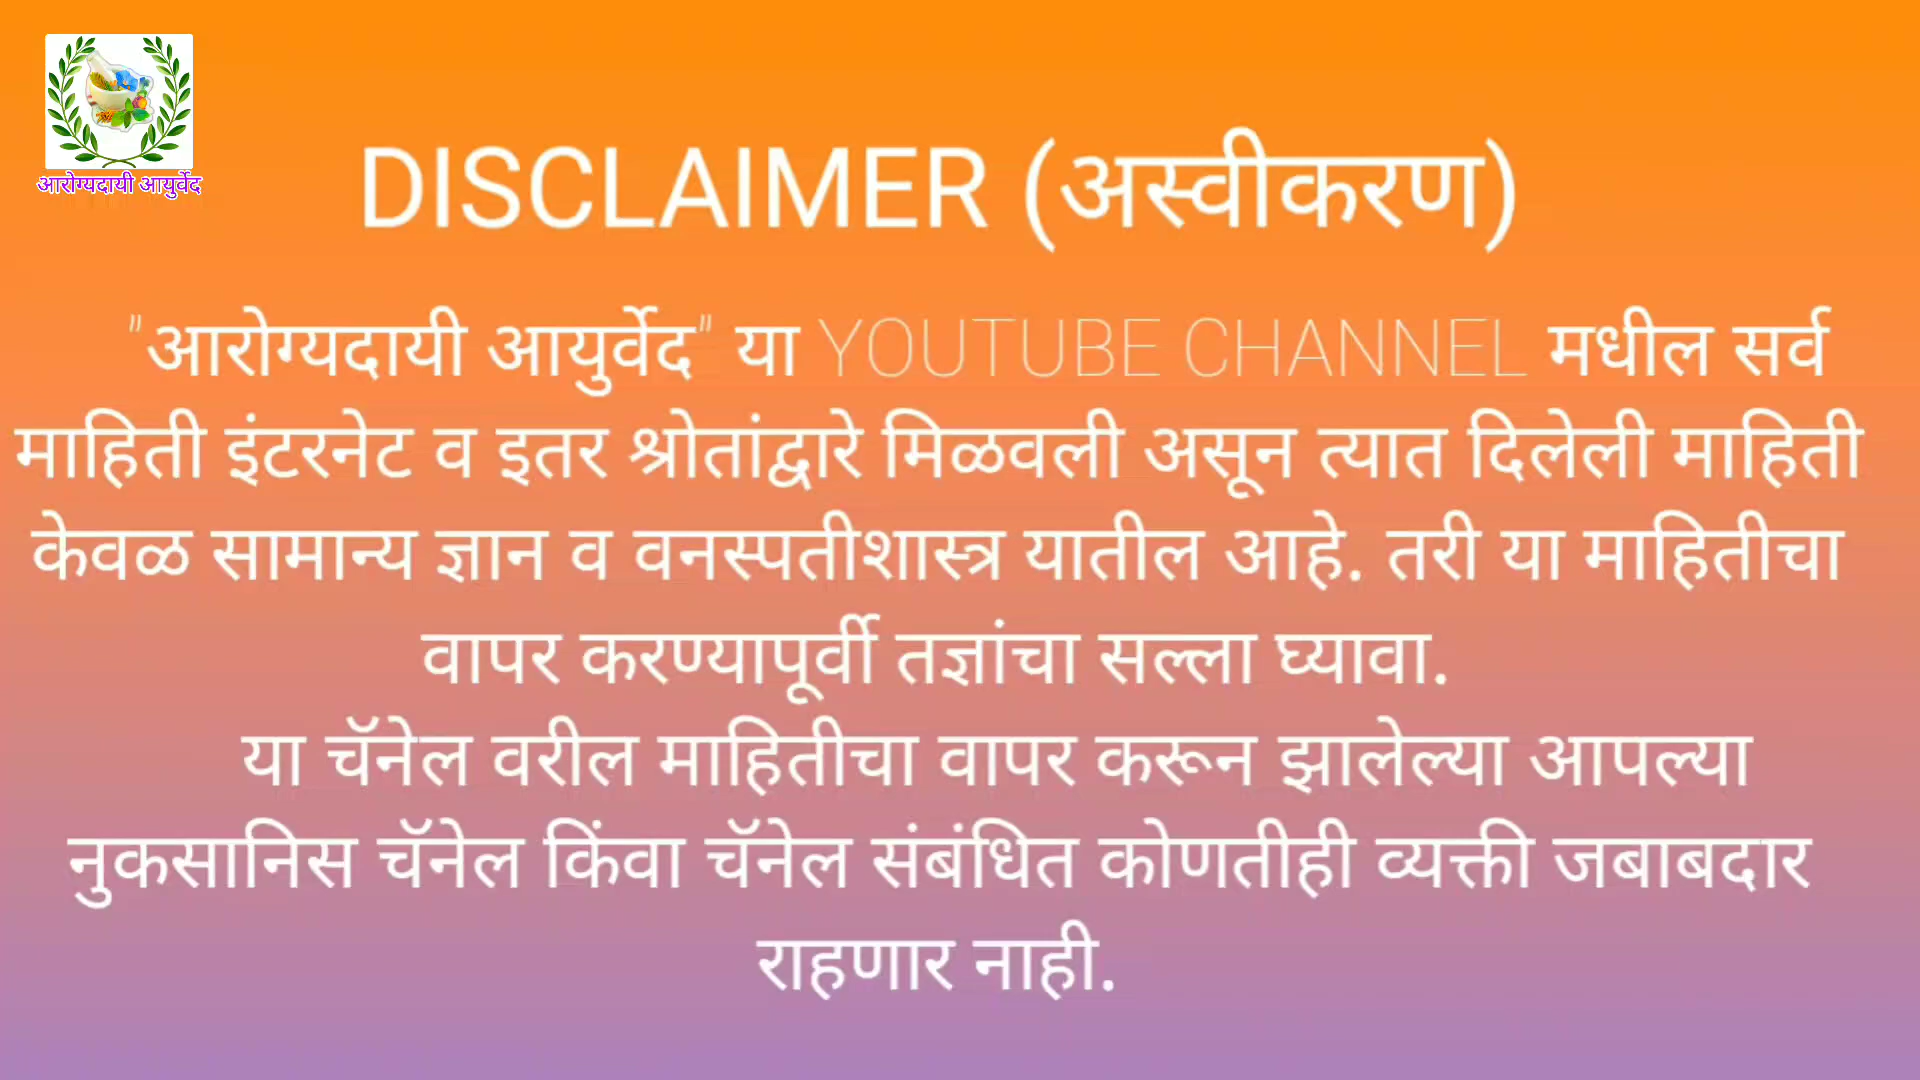 आरोग्यदायी आयुर्वेद
DISCLAIMER (अस्वीकरण)
"आरोग्यदायी आयुर्वेद" या YOUTUBE CHANNEL मधील सर्व
माहिती इंटरनेट व इतर श्रोतांद्वारे मिळवली असून त्यात दिलेली माहिती
केवळ सामान्य ज्ञान व वनस्पतीशास्त्र यातील आहे. तरी या माहितीचा
वापर करण्यापूर्वी तज्ञांचा सल्ला घ्यावा.
या चॅनेल वरील माहितीचा वापर करून झालेल्या आपल्या
नुकसानिस चॅनेल किंवा चॅनेल संबंधित कोणतीही व्यक्ती जबाबदार
राहणार नाही.